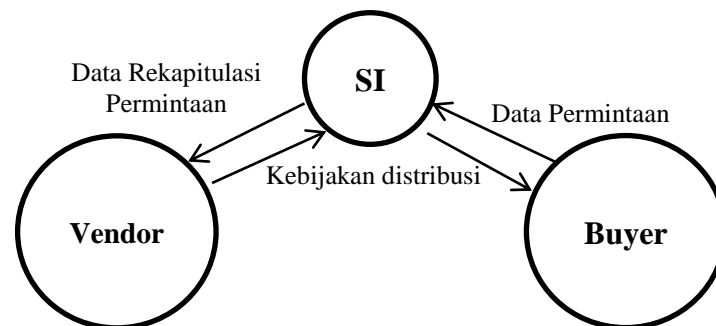 SI
Data Rekapitulasi
Permintaan
Data Permintaan
Kebijakan distribusi
Vendor
Buyer